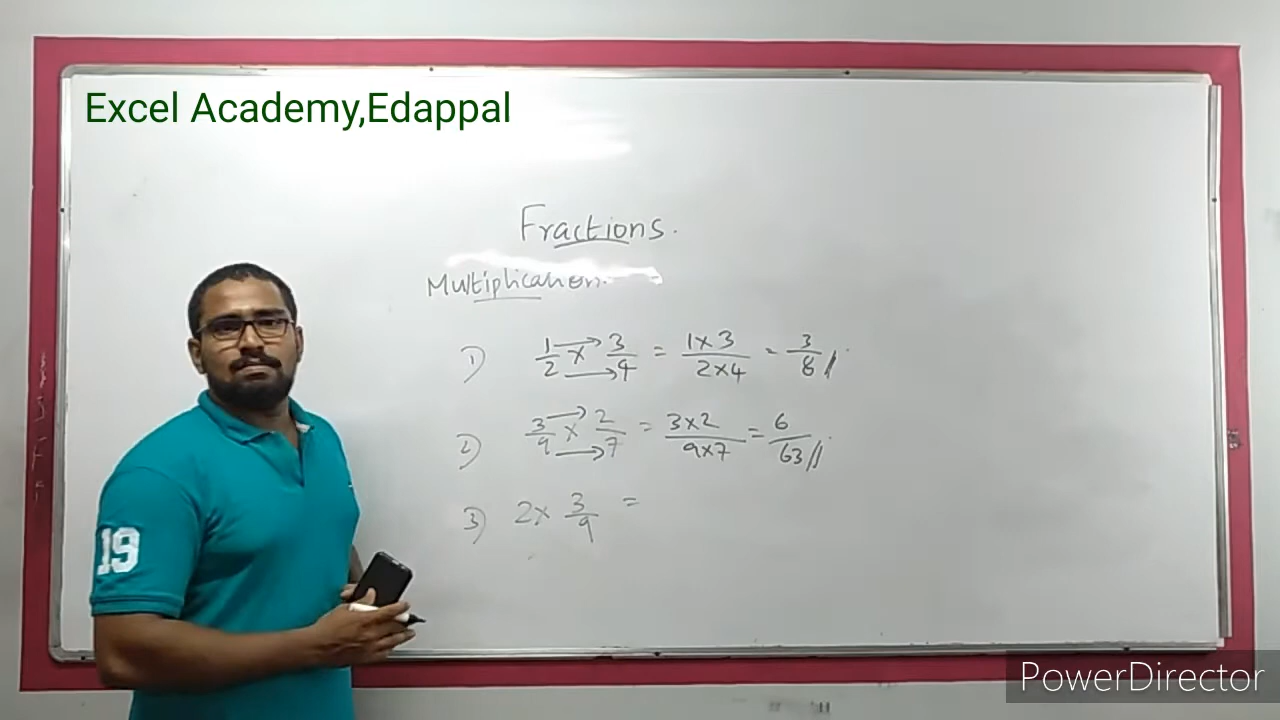 Excel Academy,Edappal
Fractions.
Multiplication.
1) 1/2 x 3/4 = 1x3/2x4 = 3/8//
2) 3/9 x 2/7 = 3x2/9x7 = 6/63//
3) 2x 3/9 =
19
PowerDirector